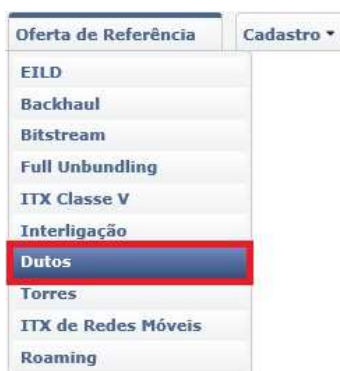 Oferta de Referência Cadastro
EILD
Backhaul
Bitstream
Full Unbundling
ITX Classe V
Interligação
Dutos
Torres
ITX de Redes Móveis
Roaming